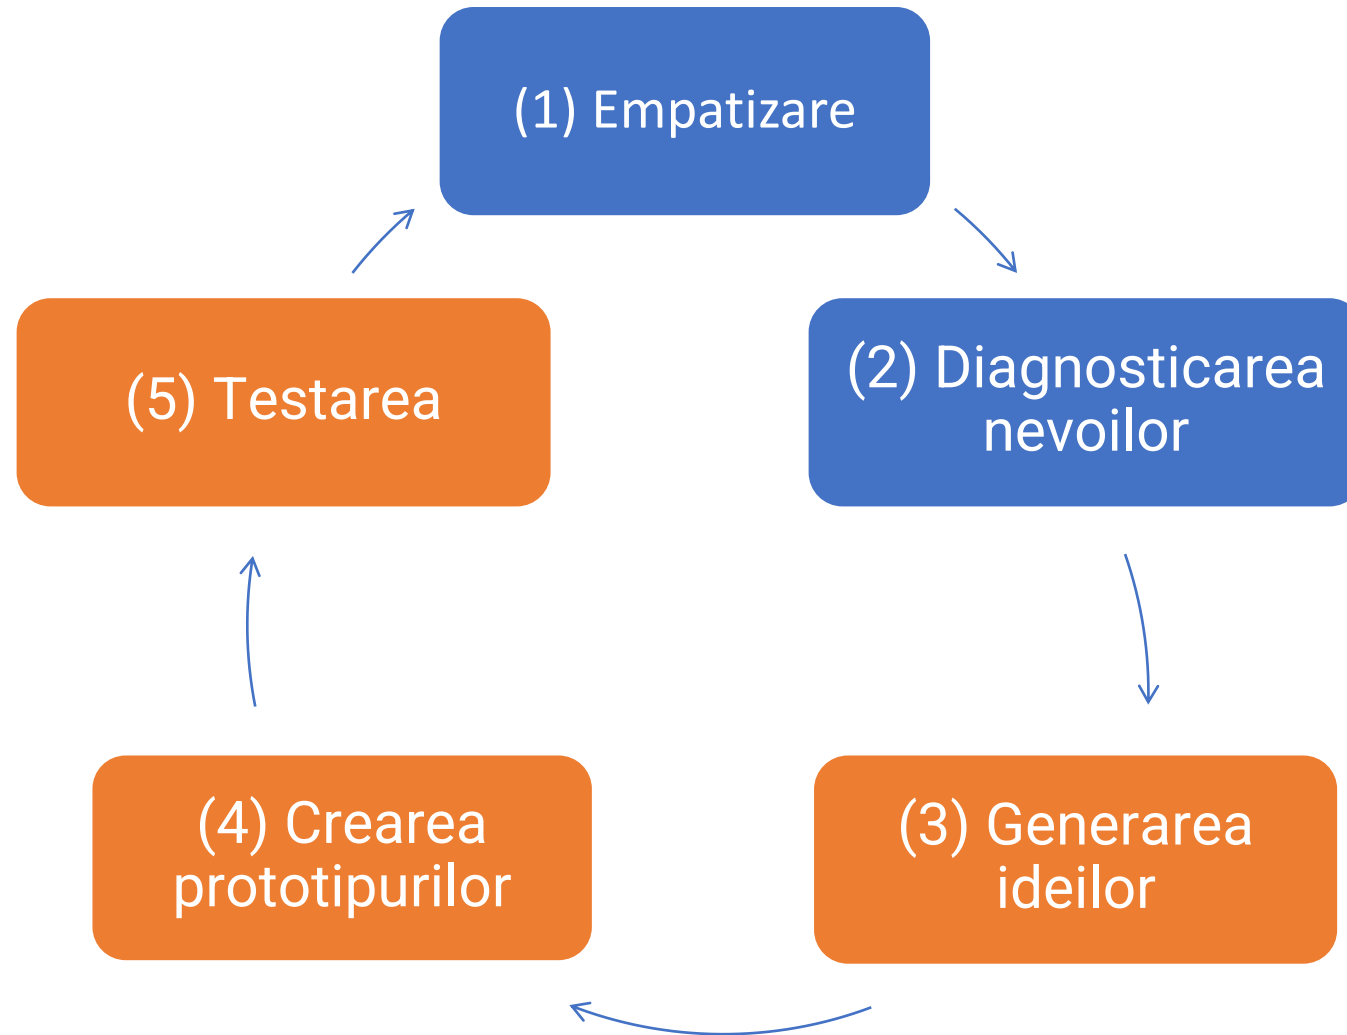 (1) Empatizare
(2) Diagnosticarea
nevoilor
(3) Generarea
ideilor
(4) Crearea
prototipurilor
(5) Testarea